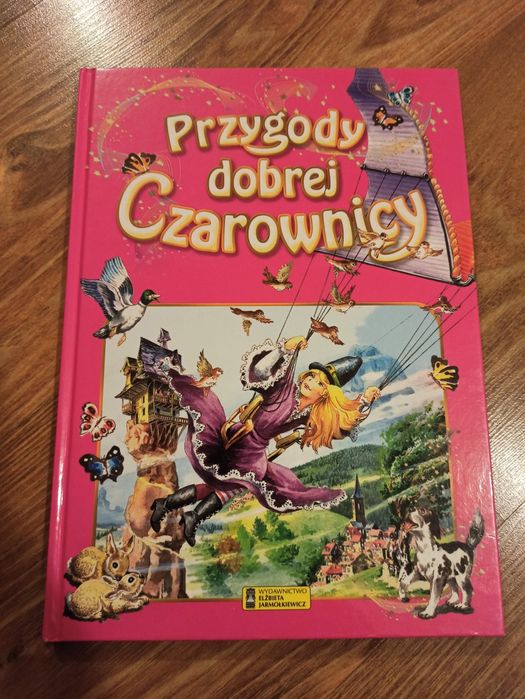 Przygody
dobrej
Czarownicy
WYDAWNICTWO
ELŻBIETA
JARMOŁKIEWICZ